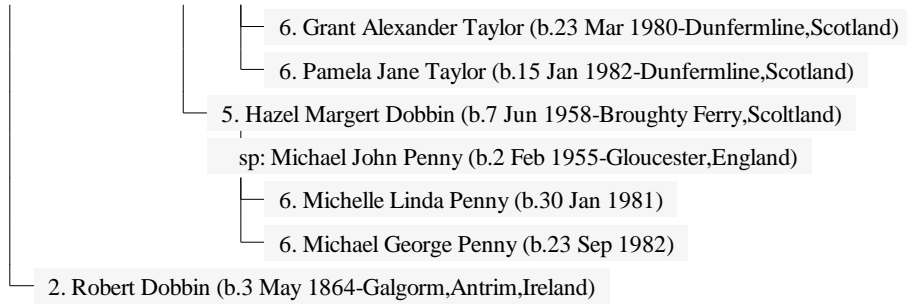 6. Grant Alexander Taylor (b.23 Mar 1980-Dunfermline,Scotland)
6. Pamela Jane Taylor (b.15 Jan 1982-Dunfermline,Scotland)
5. Hazel Margert Dobbin (b.7 Jun 1958-Broughty Ferry,Scoltland)
sp: Michael John Penny (b.2 Feb 1955-Gloucester,England)
6. Michelle Linda Penny (b.30 Jan 1981)
6. Michael George Penny (b.23 Sep 1982)
2. Robert Dobbin (b.3 May 1864-Galgorm,Antrim,Ireland)